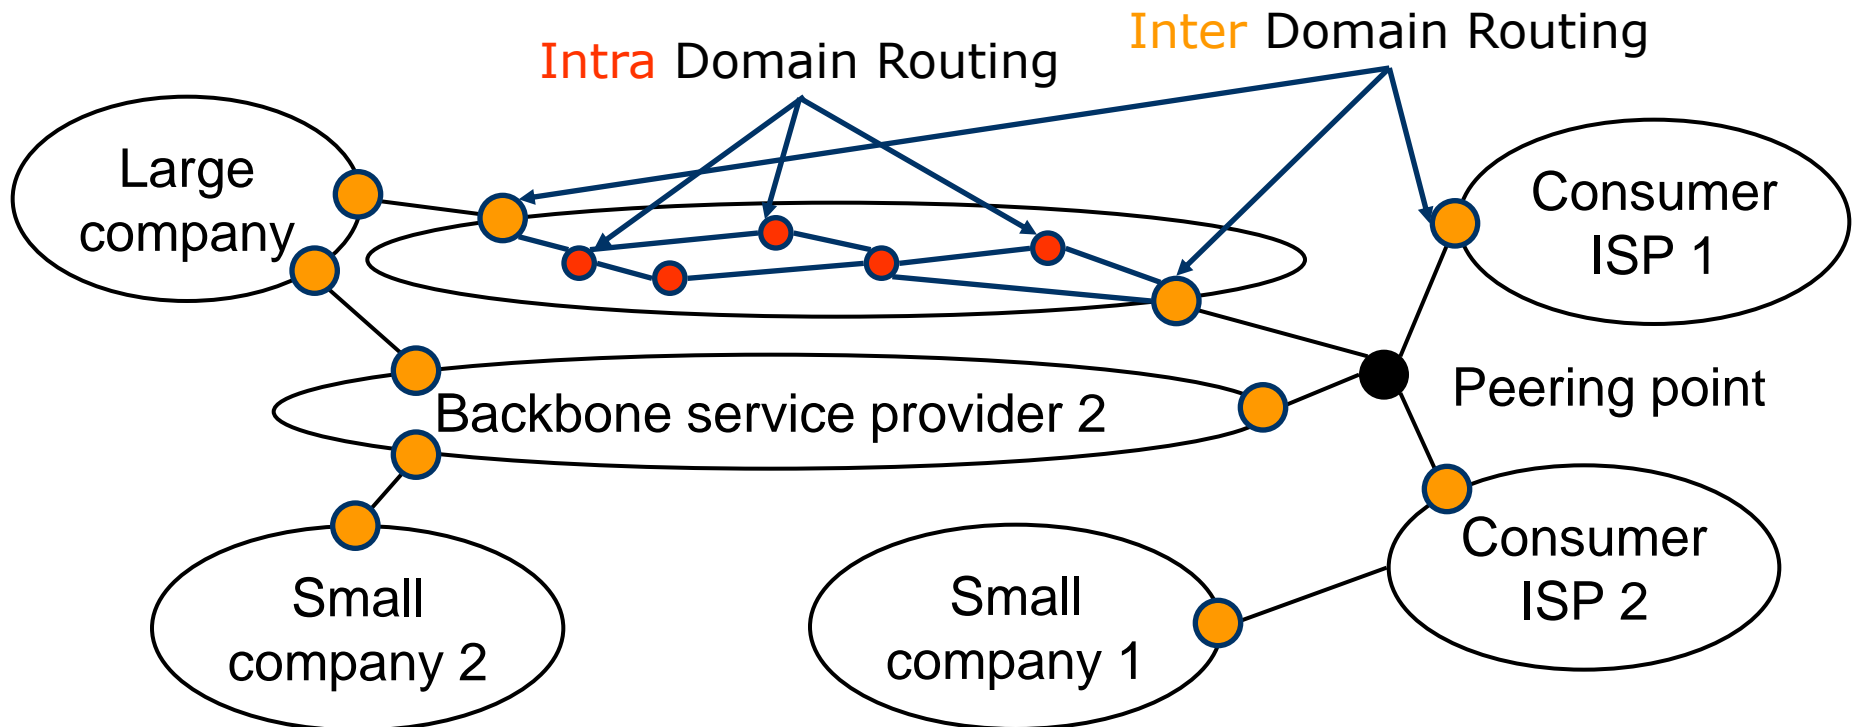 Inter Domain Routing
Intra Domain Routing
Large
company
Consumer
ISP 1
Peering point
Backbone service provider 2
Consumer
ISP 2
Small
company 2
Small
company 1